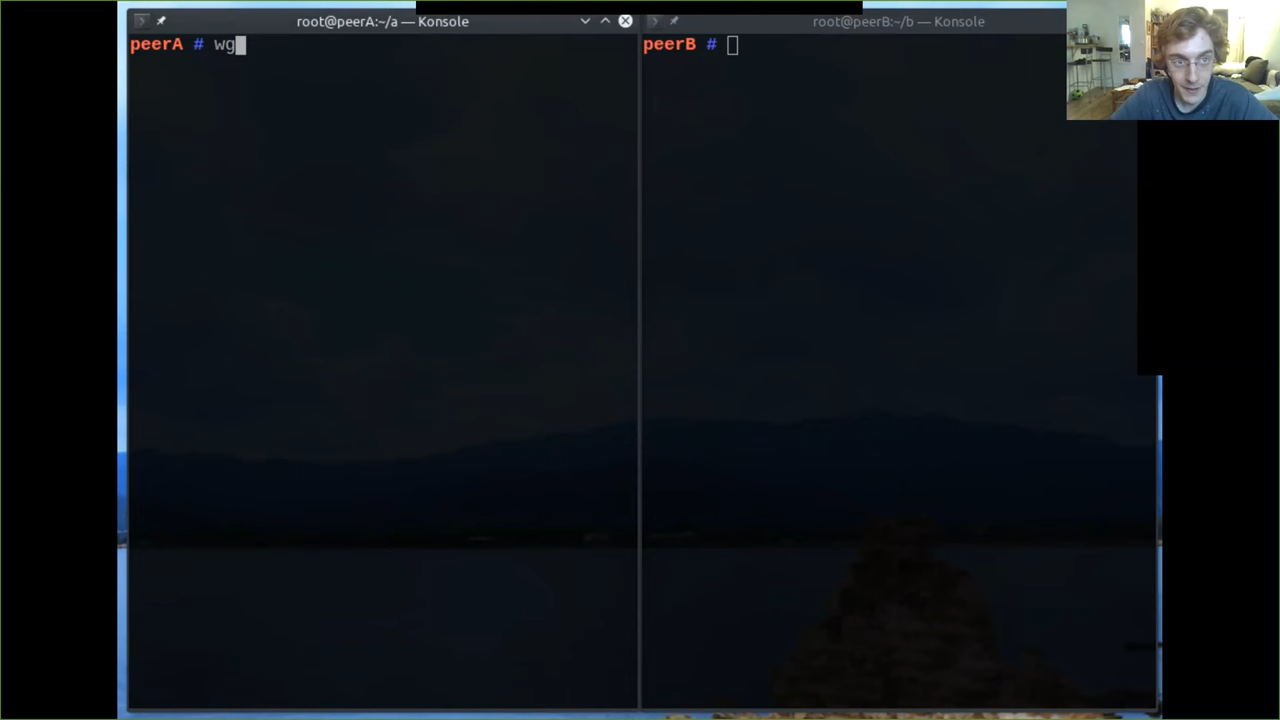 root@peerA:~/a — Konsole
root@peerB:~/b — Konsole
peerA # wg
peerB #